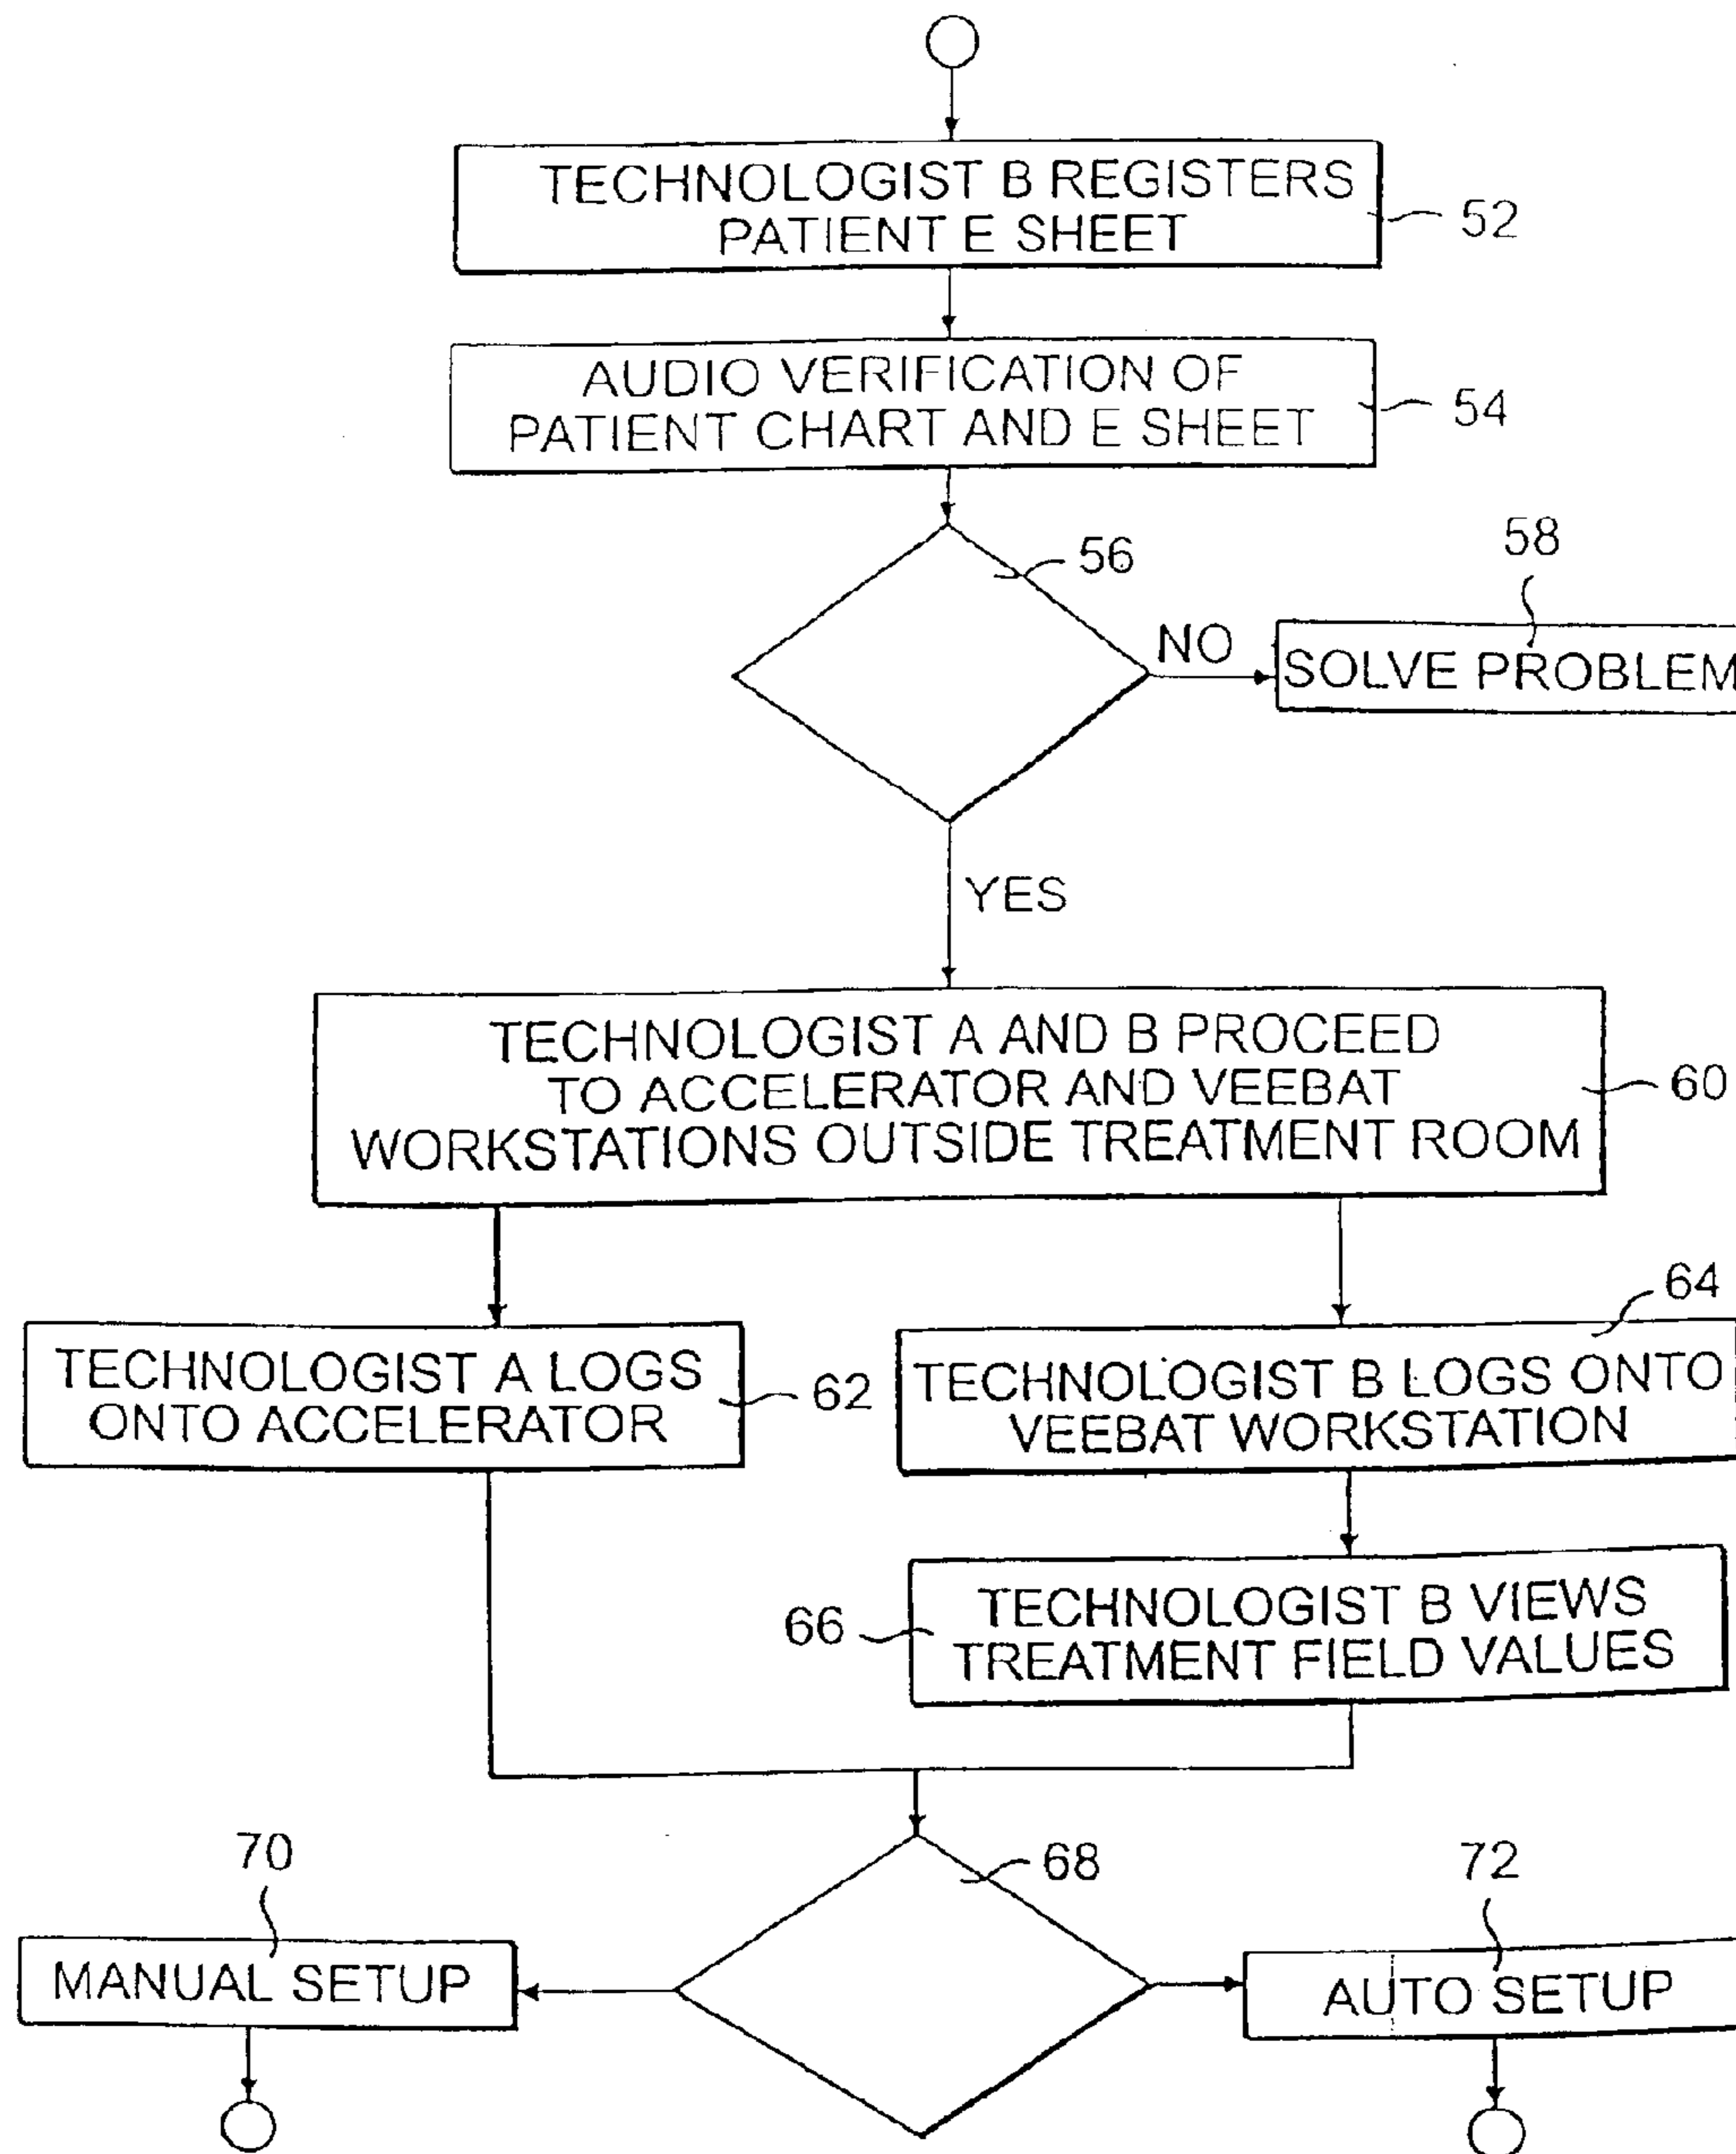 TECHNOLOGIST B REGISTERS
PATIENT E SHEET
52
AUDIO VERIFICATION OF
PATIENT CHART AND E SHEET
54
56
58
NO
SOLVE PROBLEM
YES
TECHNOLOGIST A AND B PROCEED
TO ACCELERATOR AND VEEBAT
WORKSTATIONS OUTSIDE TREATMENT ROOM
60
64
TECHNOLOGIST A LOGS
ONTO ACCELERATOR
62
TECHNOLOGIST B LOGS ONTO
VEEBAT WORKSTATION
66
TECHNOLOGIST B VIEWS
TREATMENT FIELD VALUES
68
70
72
MANUAL SETUP
AUTO SETUP